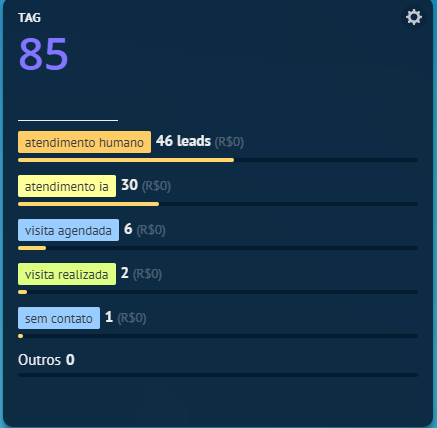 TAG
85
atendimento humano 46 leads (R$0)
atendimento ia 30 (R$0)
visita agendada 6 (R$0)
visita realizada 2 (R$0)
sem contato 1 (R$0)
Outros 0